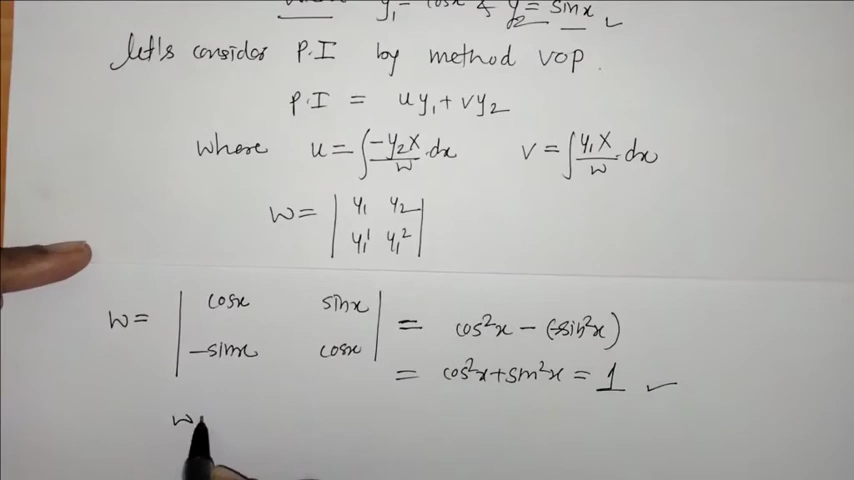 y₁ = cosx & y₂ = sinx ✓
Let's consider P.I by method VOP.
P.I = uy₁ + vy₂
where u = ∫ -y₂X/w dx v = ∫ y₁X/w dx
w = | y₁ y₂ |
| y₁' y₁² |
w = | cosx sinx | = cos²x - (-sin²x)
| -sinx cosx |
= cos²x + sin²x = 1 ✓
w